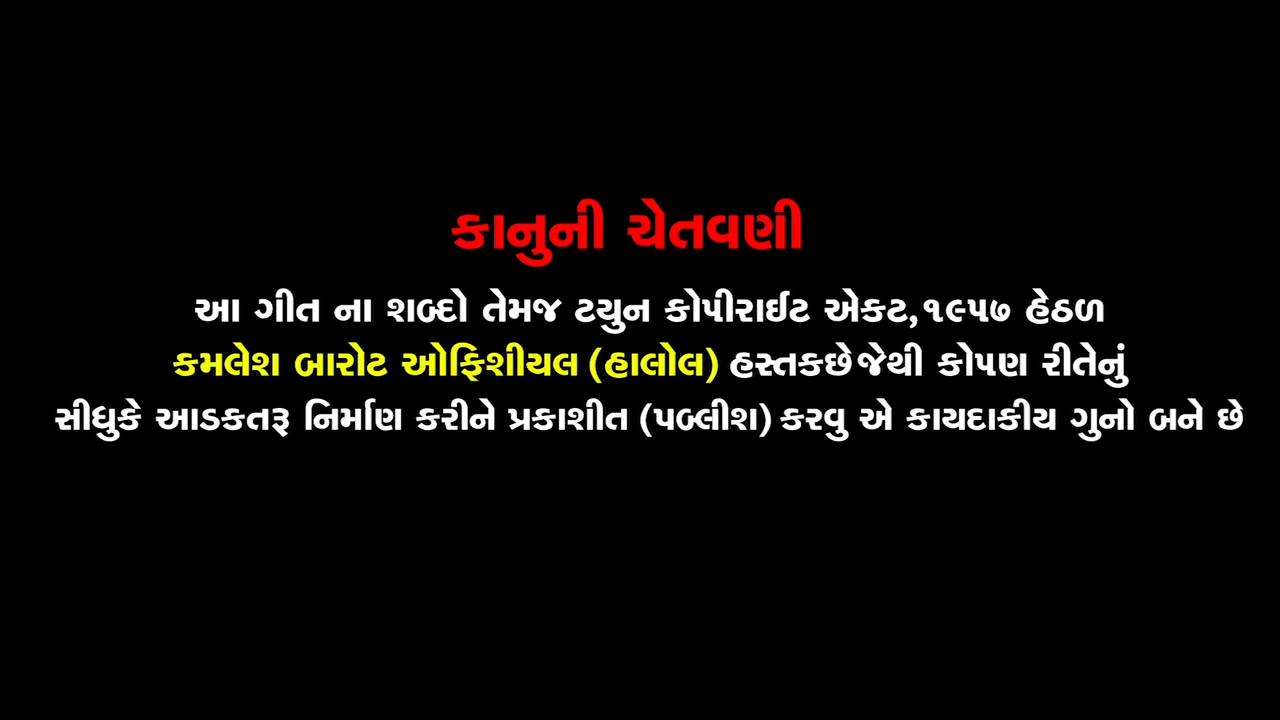 કાનુની ચેતવણી
આ ગીત ના શબ્દો તેમજ ટયુન કોપીરાઈટ એકટ,૧૯૫૭ હેઠળ
કમલેશ બારોટ ઓફિશીયલ (હાલોલ) હસ્તકછે જેથી કોપણ રીતેનું
સીધુકે આડકતરૂ નિર્માણ કરીને પ્રકાશીત (પબ્લીશ) કરવુ એ કાયદાકીય ગુનો બને છે